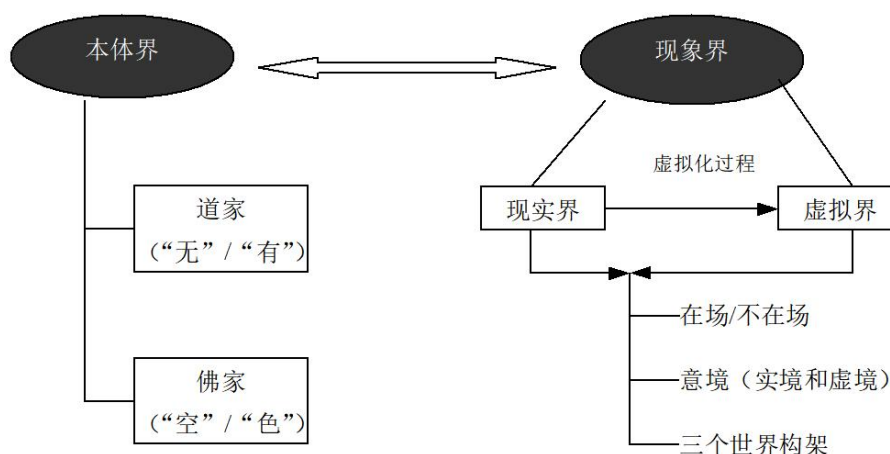 本体界
现象界
虚拟化过程
道家
（“无”/“有”）
现实界
虚拟界
在场/不在场
佛家
（“空”/“色”）
意境（实境和虚境）
三个世界构架